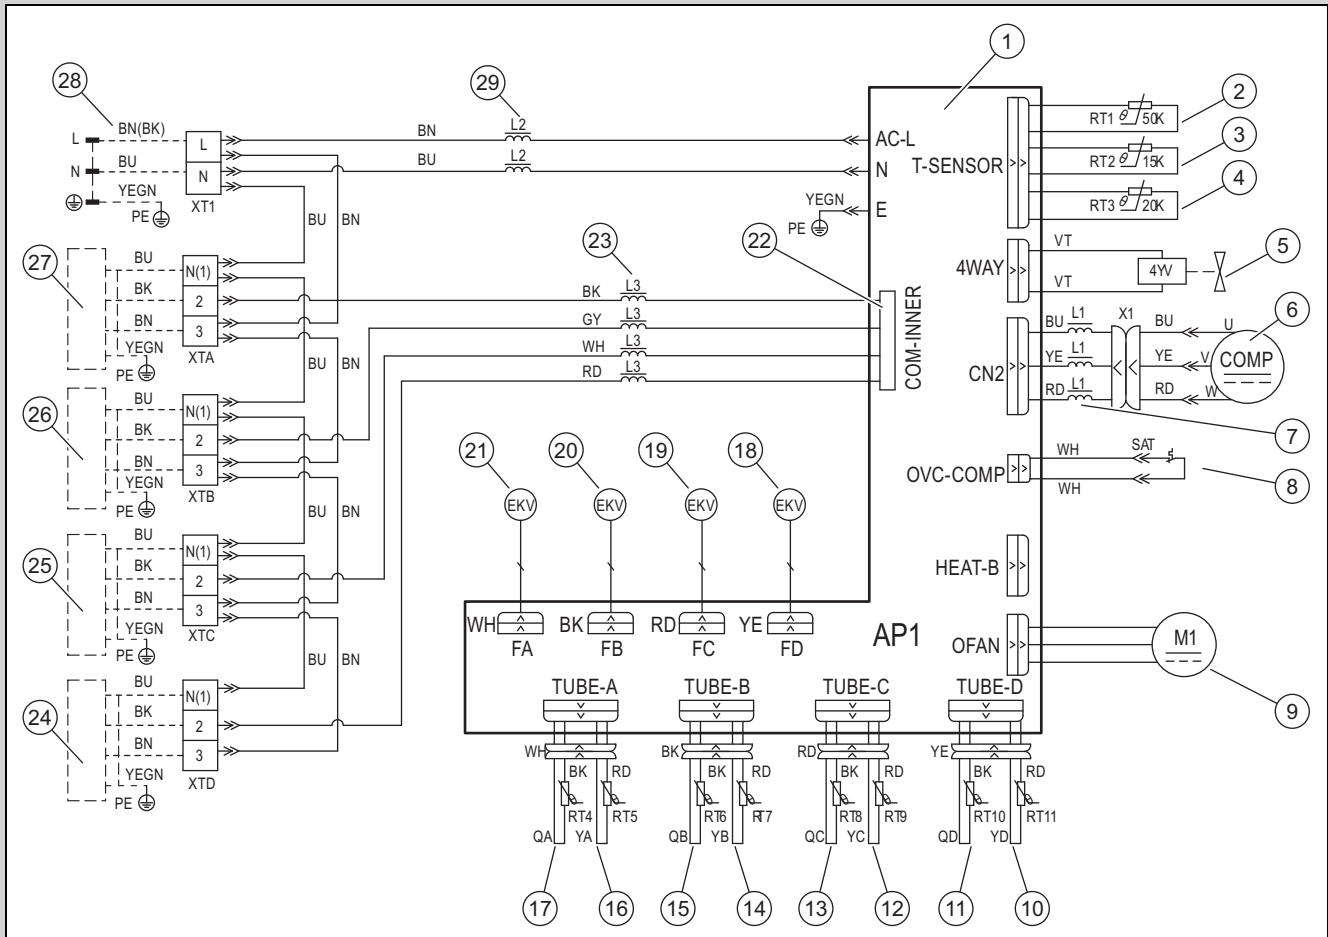 1
28
29
2
BN(BK)
L2
L
L
BN
AC-L
RT1 θ 50K
3
BU
L2
T-SENSOR
RT2 θ 15K
N
N
BU
N
4
YEGN
YEGN
E
RT3 θ 20K
XT1
PE
PE
BU
BN
23
22
VT
5
27
BU
N(1)
4WAY
4YV
BK
2
BK
L3
VT
BN
3
GY
L3
COM-INNER
BU
L1
X1
BU
U
6
YEGN
XTA
WH
L3
YE
L1
YE
V
COMP
PE
BU
BN
RD
L3
CN2
RD
L1
RD
W
26
BU
N(1)
7
BK
2
21
20
19
18
WH
SAT
BN
3
OVC-COMP
8
YEGN
XTB
WH
PE
BU
BN
EKV
EKV
EKV
EKV
25
BU
N(1)
BK
2
HEAT-B
BN
3
YEGN
XTC
WH
BK
RD
YE
AP1
OFAN
M1
PE
BU
BN
FA
FB
FC
FD
24
BU
N(1)
TUBE-A
TUBE-B
TUBE-C
TUBE-D
9
BK
2
BN
3
WH
BK
RD
YE
YEGN
XTD
BK
RD
BK
RD
BK
RD
BK
RD
PE
RT4
RT5
RT6
RT7
RT8
RT9
RT10
RT11
QA
YA
QB
YB
QC
YC
QD
YD
17
16
15
14
13
12
11
10